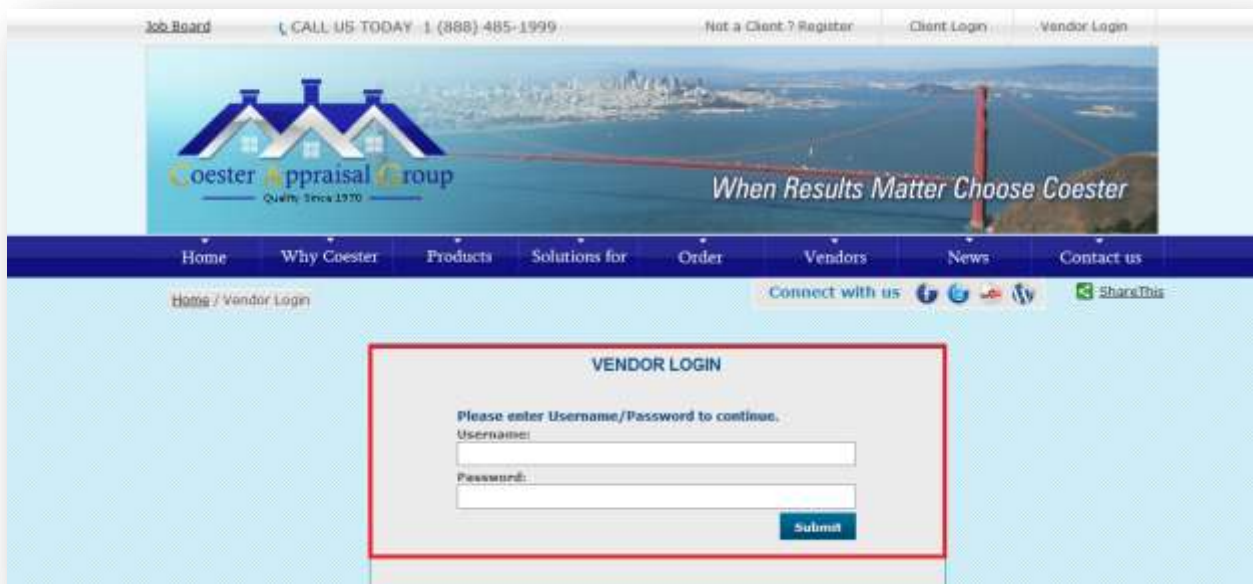 Job Board CALL US TODAY 1 (888) 485-1999 Not a Client ? Register Client Login Vendor Login
Coester Appraisal Group
Quality Since 1970
When Results Matter Choose Coester
Home Why Coester Products Solutions for Order Vendors News Contact us
Home / Vendor Login Connect with us ShareThis
VENDOR LOGIN
Please enter Username/Password to continue.
Username:
Password:
Submit